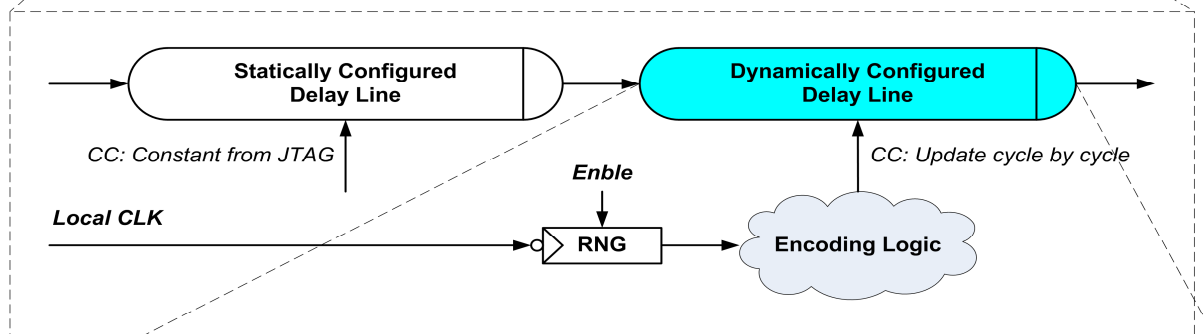 Statically Configured
Delay Line
Dynamically Configured
Delay Line
CC: Constant from JTAG
CC: Update cycle by cycle
Enble
Local CLK
RNG
Encoding Logic